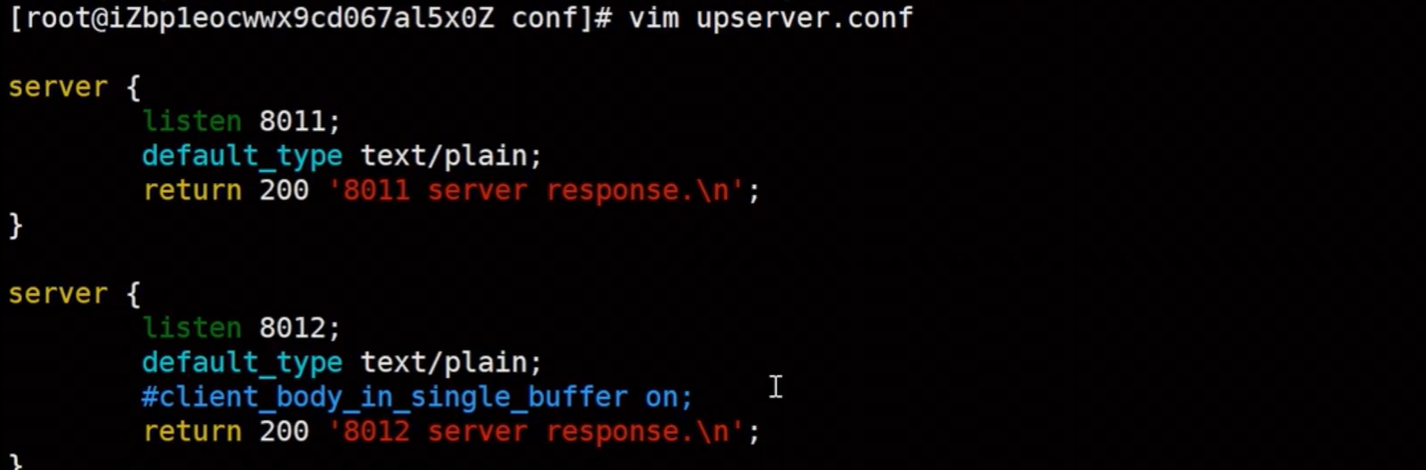 [root@iZbp1eocwwx9cd067al5x0Z conf]# vim upserver.conf
server {
listen 8011;
default_type text/plain;
return 200 '8011 server response.\n';
}
server {
listen 8012;
default_type text/plain;
#client_body_in_single_buffer on;
return 200 '8012 server response.\n';
}